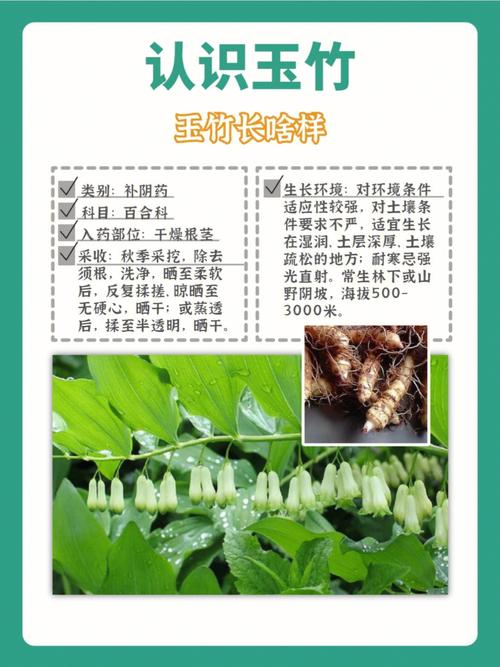 认识玉竹
玉竹长啥样
类别：补阴药
科目：百合科
入药部位：干燥根茎
采收：秋季采挖，除去
须根，洗净，晒至柔软
后，反复揉搓、晾晒至
无硬心，晒干；或蒸透
后，揉至半透明，晒干。
生长环境：对环境条件
适应性较强，对土壤条
件要求不严，适宜生长
在湿润、土层深厚、土壤
疏松的地方；耐寒忌强
光直射。常生林下或山
野阴坡，海拔500-
3000米。